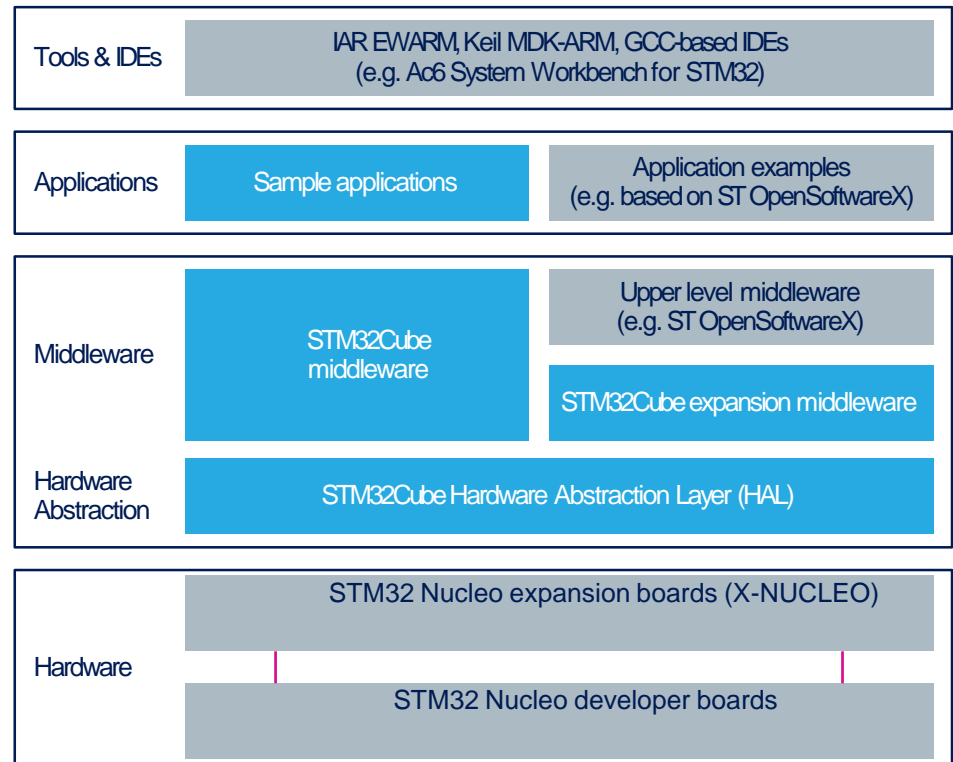 Tools & IDEs
IAR EWARM, Keil MDK-ARM, GCC-based IDEs
(e.g. Ac6 System Workbench for STM32)
Applications
Sample applications
Application examples
(e.g. based on ST OpenSoftwareX)
Middleware
STM32Cube
middleware
Upper level middleware
(e.g. ST OpenSoftwareX)
STM32Cube expansion middleware
Hardware
Abstraction
STM32Cube Hardware Abstraction Layer (HAL)
Hardware
STM32 Nucleo expansion boards (X-NUCLEO)
STM32 Nucleo developer boards